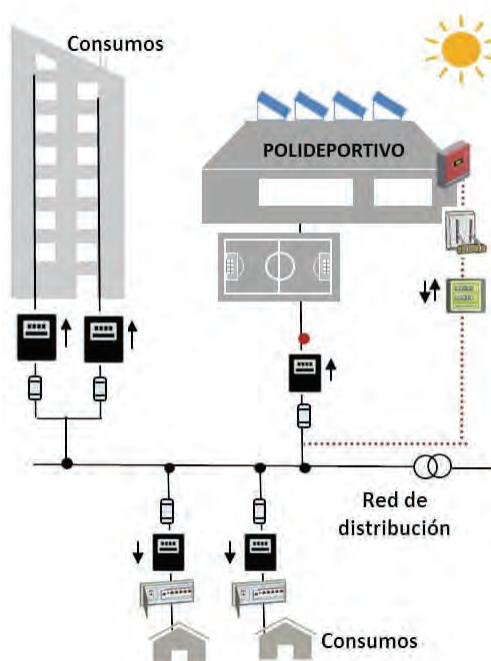 Consumos
POLIDEPORTIVO
Red de
distribución
Consumos